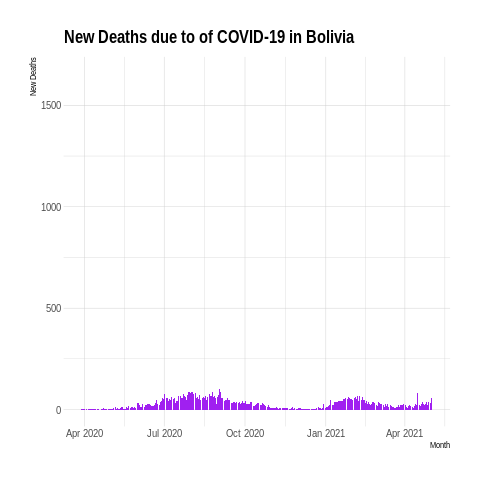 New Deaths due to of COVID-19 in Bolivia
New Deaths
1500
1000
500
0
Apr 2020 Jul 2020 Oct 2020 Jan 2021 Apr 2021
Month